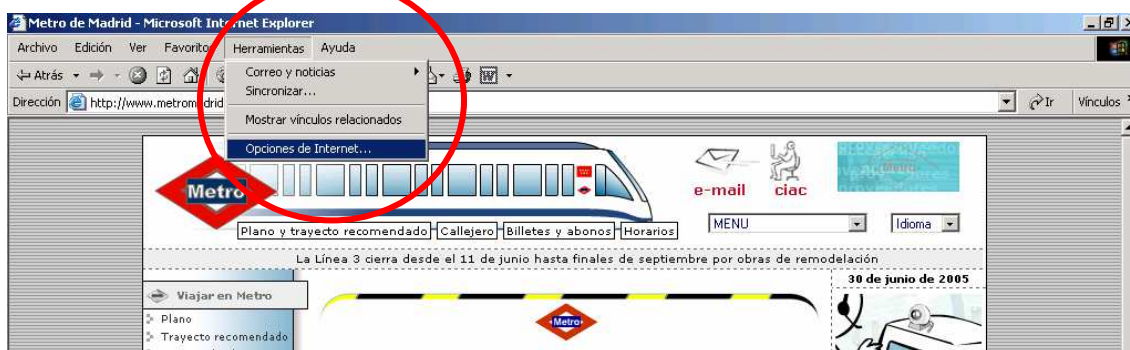 Metro de Madrid - Microsoft Internet Explorer
Archivo Edición Ver Favoritos Herramientas Ayuda
Atrás
Correo y noticias
Sincronizar...
Dirección http://www.metromadrid Ir Vínculos
Mostrar vínculos relacionados
Opciones de Internet...
Metro
e-mail ciac
MENU Idioma
Plano y trayecto recomendado Callejero Billetes y abonos Horarios
La Línea 3 cierra desde el 11 de junio hasta finales de septiembre por obras de remodelación
30 de junio de 2005
Viajar en Metro
Plano
Metro
Trayecto recomendado